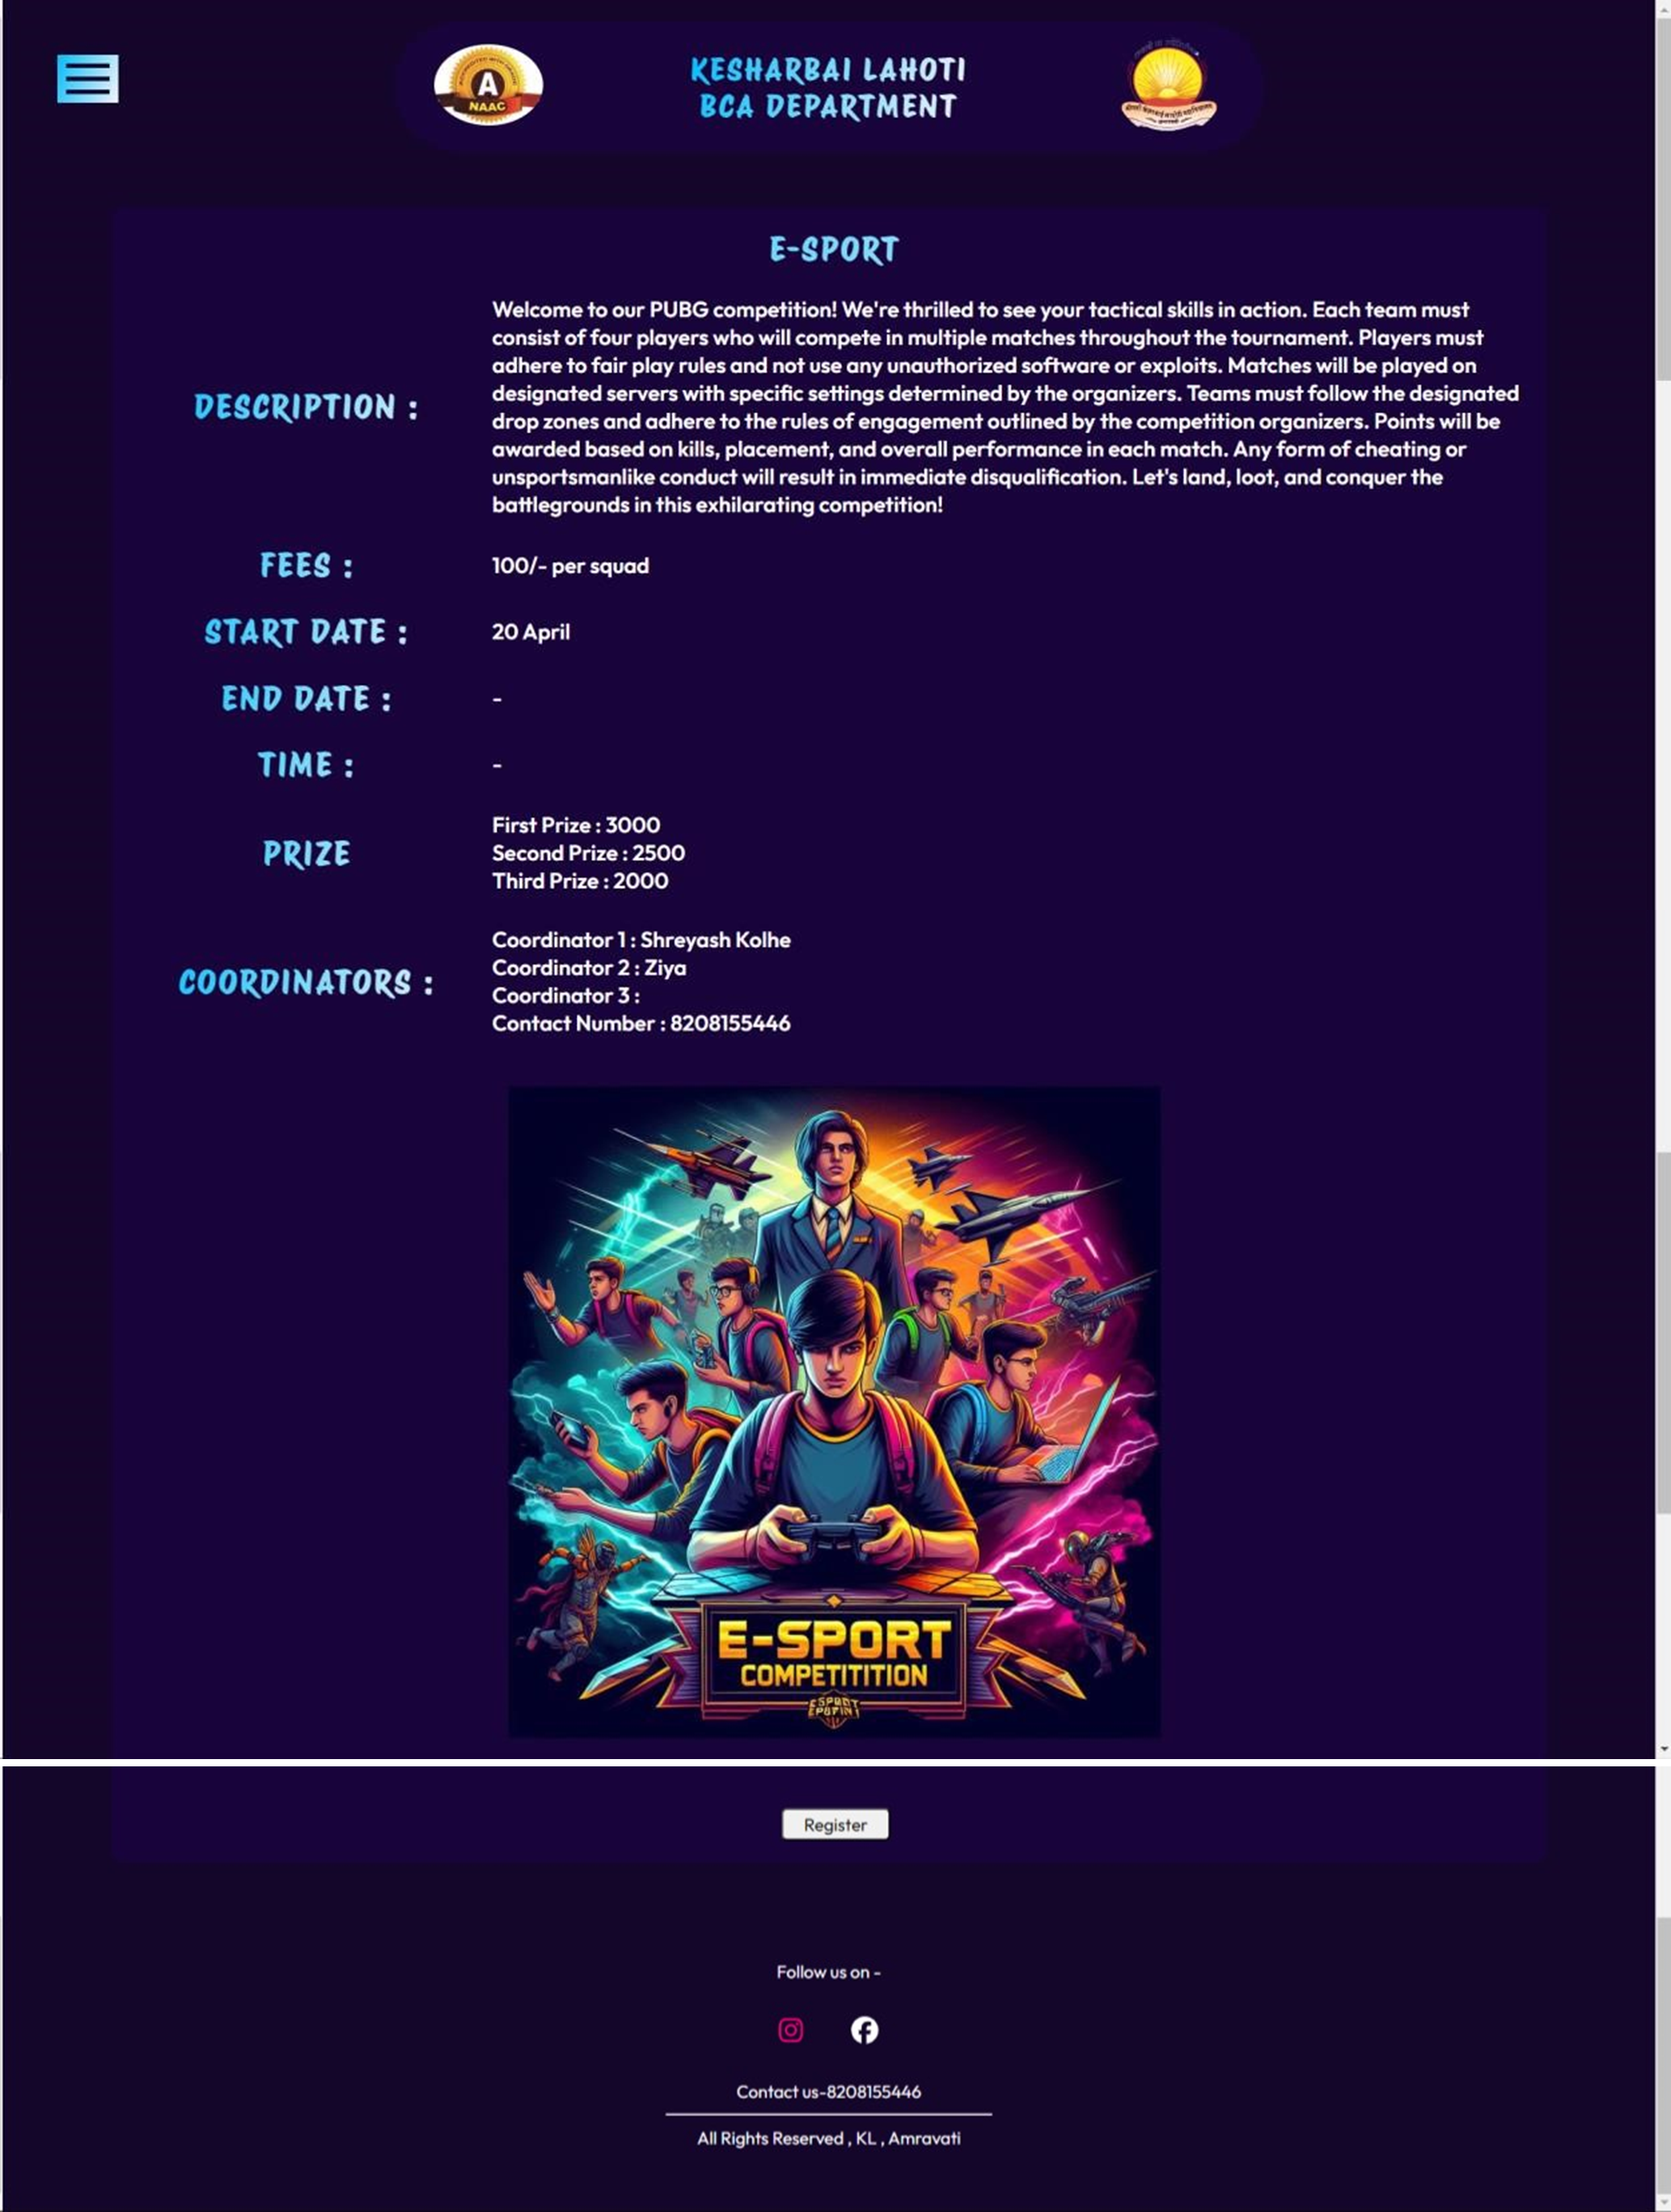 A
NAAC
KESHARBAI LAHOTI
BCA DEPARTMENT
E-SPORT
DESCRIPTION :
Welcome to our PUBG competition! We're thrilled to see your tactical skills in action. Each team must
consist of four players who will compete in multiple matches throughout the tournament. Players must
adhere to fair play rules and not use any unauthorized software or exploits. Matches will be played on
designated servers with specific settings determined by the organizers. Teams must follow the designated
drop zones and adhere to the rules of engagement outlined by the competition organizers. Points will be
awarded based on kills, placement, and overall performance in each match. Any form of cheating or
unsportsmanlike conduct will result in immediate disqualification. Let's land, loot, and conquer the
battlegrounds in this exhilarating competition!
FEES :
100/- per squad
START DATE :
20 April
END DATE :
-
TIME :
-
PRIZE
First Prize : 3000
Second Prize : 2500
Third Prize : 2000
COORDINATORS :
Coordinator 1 : Shreyash Kolhe
Coordinator 2 : Ziya
Coordinator 3 :
Contact Number : 8208155446
E-SPORT
COMPETITITION
Register
Follow us on -
Contact us-8208155446
All Rights Reserved , KL , Amravati